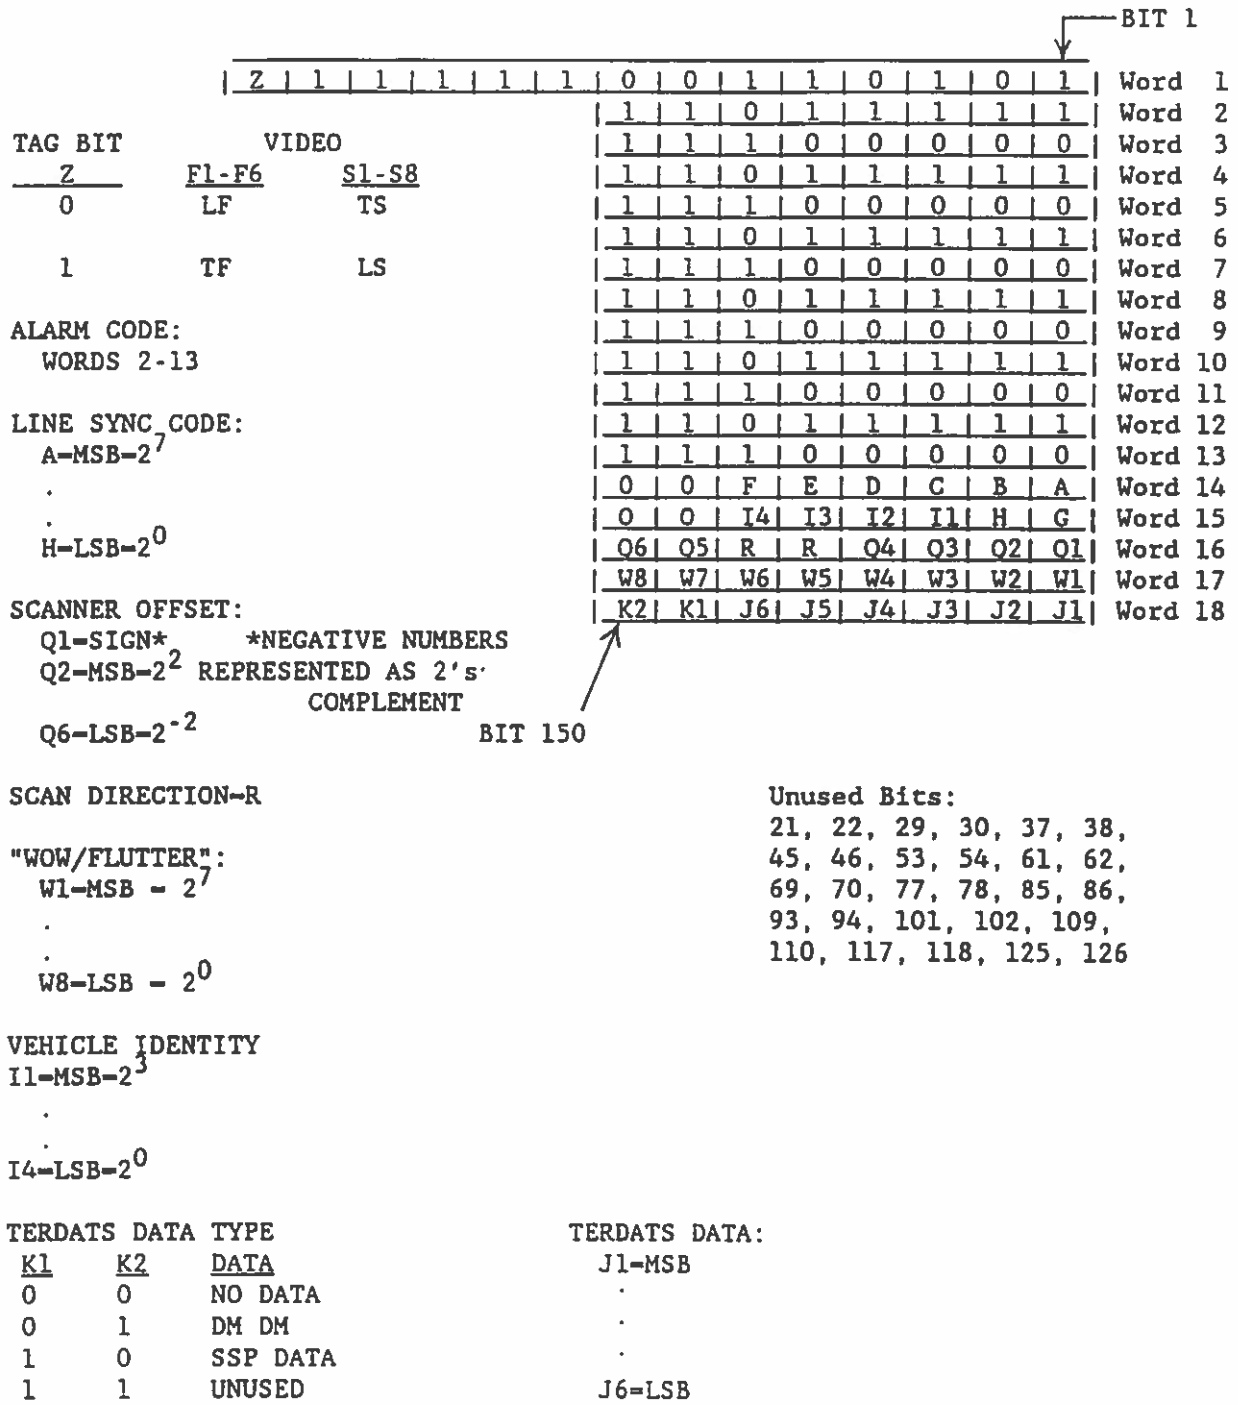 BIT 1
| Z | 1 | 1 | 1 | 1 | 1 | 0 | 0 | 1 | 1 | 0 | 1 | 0 | 1 | Word 1
| 1 | 1 | 0 | 1 | 1 | 1 | 1 | 1 | Word 2
TAG BIT VIDEO | 1 | 1 | 1 | 0 | 0 | 0 | 0 | 0 | Word 3
Z F1-F6 S1-S8 | 1 | 1 | 0 | 1 | 1 | 1 | 1 | 1 | Word 4
0 LF TS | 1 | 1 | 1 | 0 | 0 | 0 | 0 | 0 | Word 5
| 1 | 1 | 0 | 1 | 1 | 1 | 1 | 1 | Word 6
1 TF LS | 1 | 1 | 1 | 0 | 0 | 0 | 0 | 0 | Word 7
| 1 | 1 | 0 | 1 | 1 | 1 | 1 | 1 | Word 8
ALARM CODE: | 1 | 1 | 1 | 0 | 0 | 0 | 0 | 0 | Word 9
WORDS 2-13 | 1 | 1 | 0 | 1 | 1 | 1 | 1 | 1 | Word 10
| 1 | 1 | 1 | 0 | 0 | 0 | 0 | 0 | Word 11
LINE SYNC CODE: | 1 | 1 | 0 | 1 | 1 | 1 | 1 | 1 | Word 12
A=MSB=2^7 | 1 | 1 | 1 | 0 | 0 | 0 | 0 | 0 | Word 13
. | 0 | 0 | F | E | D | C | B | A | Word 14
. | 0 | 0 | I4 | I3 | I2 | I1 | H | G | Word 15
H=LSB=2^0 | Q6 | Q5 | R | R | Q4 | Q3 | Q2 | Q1 | Word 16
| W8 | W7 | W6 | W5 | W4 | W3 | W2 | W1 | Word 17
SCANNER OFFSET: | K2 | K1 | J6 | J5 | J4 | J3 | J2 | J1 | Word 18
Q1=SIGN* *NEGATIVE NUMBERS
Q2=MSB=2^2 REPRESENTED AS 2's
COMPLEMENT
Q6=LSB=2^-2 BIT 150
SCAN DIRECTION=R
"WOW/FLUTTER":
W1=MSB = 2^7
.
.
W8=LSB = 2^0
Unused Bits:
21, 22, 29, 30, 37, 38,
45, 46, 53, 54, 61, 62,
69, 70, 77, 78, 85, 86,
93, 94, 101, 102, 109,
110, 117, 118, 125, 126
VEHICLE IDENTITY
I1=MSB=2^3
.
.
I4=LSB=2^0
TERDATS DATA TYPE
K1 K2 DATA
0 0 NO DATA
0 1 DM DM
1 0 SSP DATA
1 1 UNUSED
TERDATS DATA:
J1=MSB
.
.
.
J6=LSB